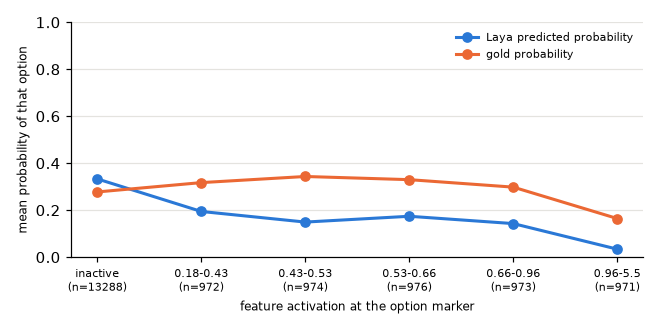 1.0
0.8
0.6
0.4
0.2
0.0
mean probability of that option
Laya predicted probability
gold probability
inactive
(n=13288)
0.18-0.43
(n=972)
0.43-0.53
(n=974)
0.53-0.66
(n=976)
0.66-0.96
(n=973)
0.96-5.5
(n=971)
feature activation at the option marker